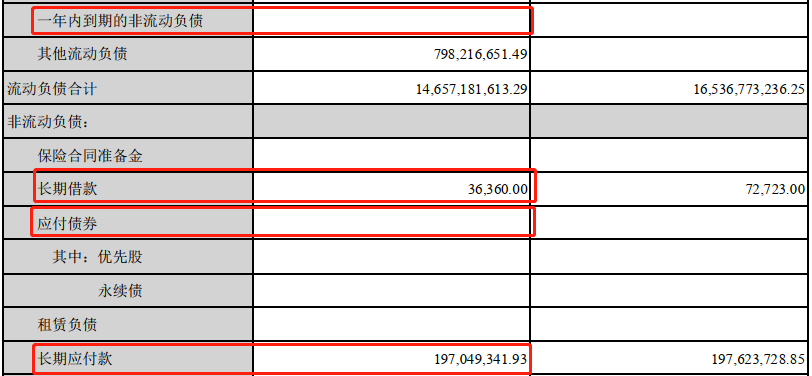 一年内到期的非流动负债
其他流动负债 798,216,651.49
流动负债合计 14,657,181,613.29 16,536,773,236.25
非流动负债：
保险合同准备金
长期借款 36,360.00 72,723.00
应付债券
其中：优先股
永续债
租赁负债
长期应付款 197,049,341.93 197,623,728.85